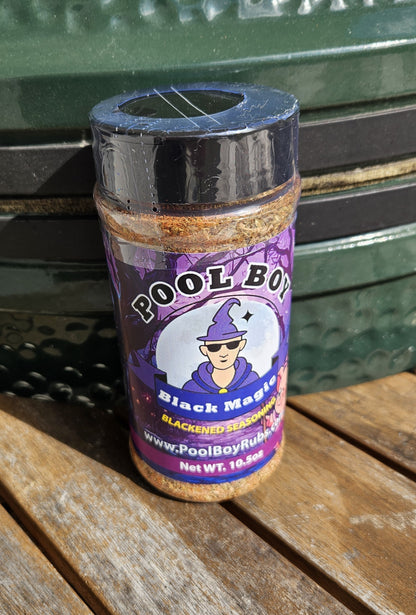 POOL BOY
Black Magic
BLACKENED SEASONING
www.PoolBoyRubs.c
Net WT. 10.5oz